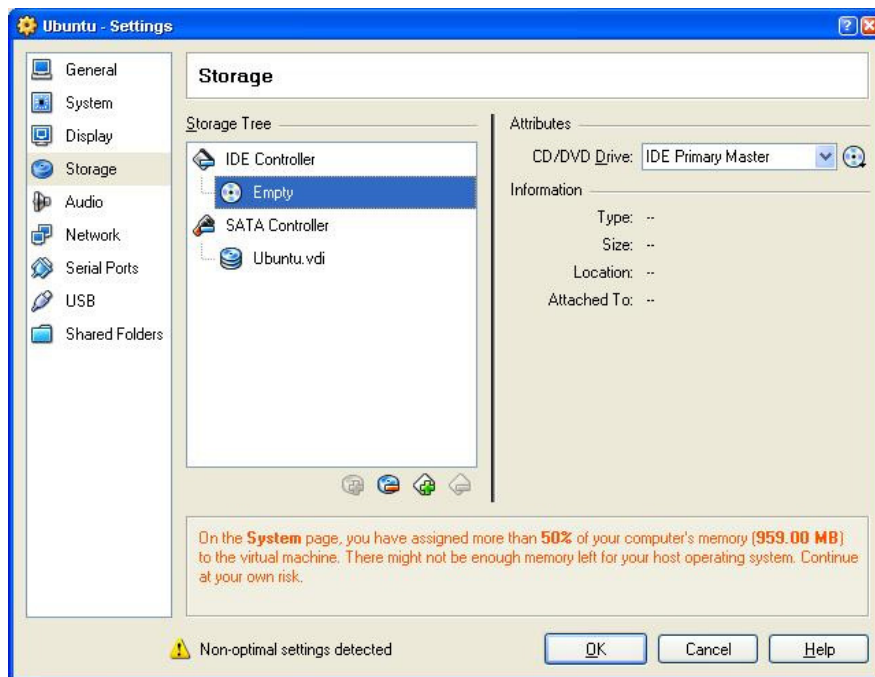 Ubuntu - Settings
General
System
Display
Storage
Audio
Network
Serial Ports
USB
Shared Folders
Storage
Storage Tree
IDE Controller
Empty
SATA Controller
Ubuntu.vdi
Attributes
CD/DVD Drive: IDE Primary Master
Information
Type: --
Size: --
Location: --
Attached To: --
On the System page, you have assigned more than 50% of your computer's memory (959.00 MB)
to the virtual machine. There might not be enough memory left for your host operating system. Continue
at your own risk.
Non-optimal settings detected
OK
Cancel
Help